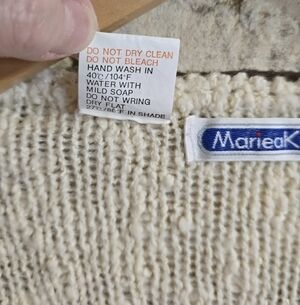 DO NOT DRY CLEAN
DO NOT BLEACH
HAND WASH IN
40℃/104℉
WATER WITH
MILD SOAP
DO NOT WRING
DRY FLAT
IN SHADE
MarieaK